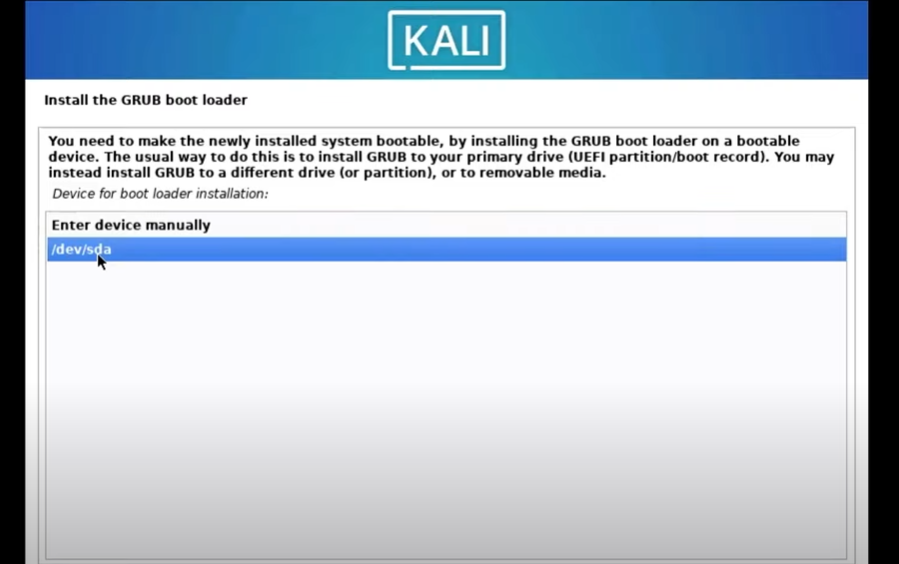 KALI
Install the GRUB boot loader
You need to make the newly installed system bootable, by installing the GRUB boot loader on a bootable
device. The usual way to do this is to install GRUB to your primary drive (UEFI partition/boot record). You may
instead install GRUB to a different drive (or partition), or to removable media.
Device for boot loader installation:
Enter device manually
/dev/sda